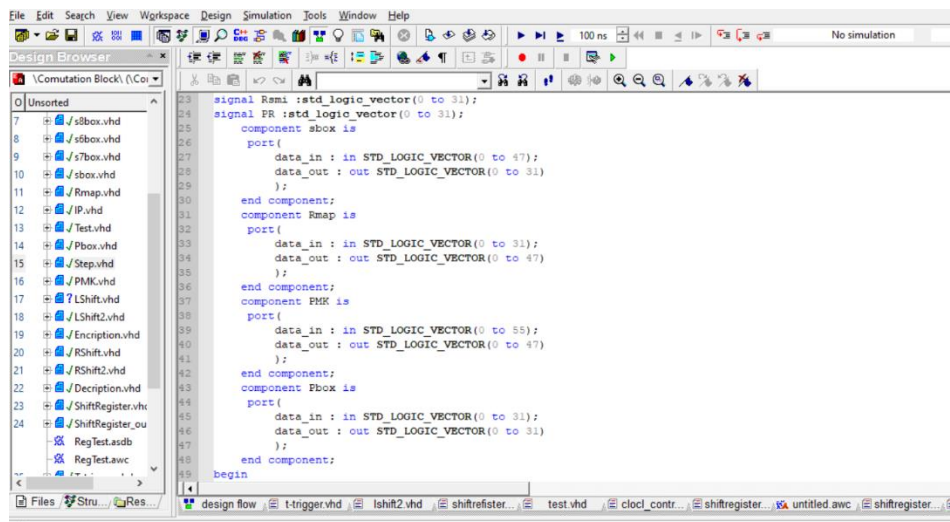 File Edit Search View Workspace Design Simulation Tools Window Help
100 ns
No simulation
Design Browser
\Comutation Block\ (\Co
O Unsorted
7 s8box.vhd
8 s6box.vhd
9 s7box.vhd
10 sbox.vhd
11 Rmap.vhd
12 IP.vhd
13 Test.vhd
14 Pbox.vhd
15 Step.vhd
16 PMK.vhd
17 LShift.vhd
18 LShift2.vhd
19 Encription.vhd
20 RShift.vhd
21 RShift2.vhd
22 Decription.vhd
23 ShiftRegister.vh
24 ShiftRegister_ou
RegTest.asdb
RegTest.awc
Files Stru... Res...
23 signal Rsmi :std_logic_vector(0 to 31);
24 signal PR :std_logic_vector(0 to 31);
25 component sbox is
26 port(
27 data_in : in STD_LOGIC_VECTOR(0 to 47);
28 data_out : out STD_LOGIC_VECTOR(0 to 31)
29 );
30 end component;
31 component Rmap is
32 port(
33 data_in : in STD_LOGIC_VECTOR(0 to 31);
34 data_out : out STD_LOGIC_VECTOR(0 to 47)
35 );
36 end component;
37 component PMK is
38 port(
39 data_in : in STD_LOGIC_VECTOR(0 to 55);
40 data_out : out STD_LOGIC_VECTOR(0 to 47)
41 );
42 end component;
43 component Pbox is
44 port(
45 data_in : in STD_LOGIC_VECTOR(0 to 31);
46 data_out : out STD_LOGIC_VECTOR(0 to 31)
47 );
48 end component;
49 begin
design flow t-trigger.vhd lshift2.vhd shiftrefister... test.vhd clocl_contr... shiftregister... untitled.awc shiftregister...